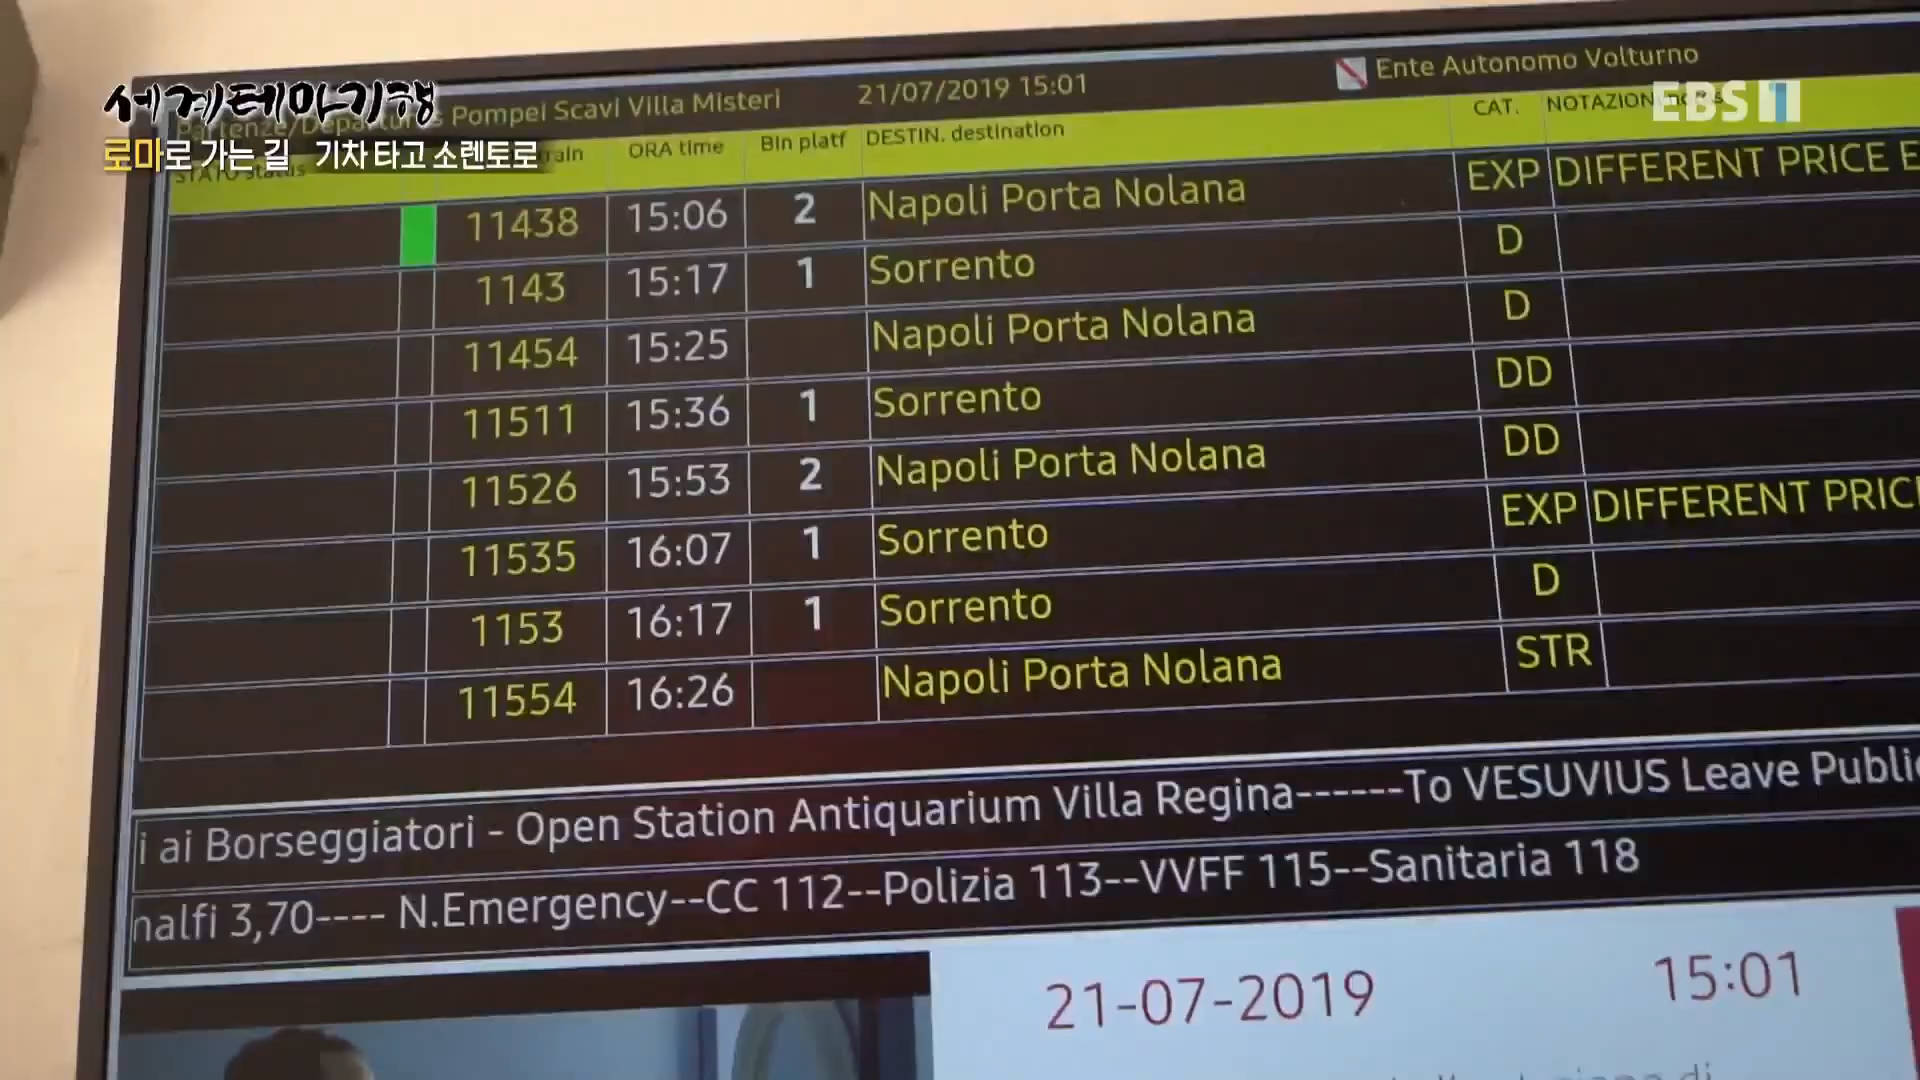 세계테마기행
로마로 가는 길 기차 타고 소렌토로
EBS 1
Partenze/Departures Pompei Scavi Villa Misteri 21/07/2019 15:01 Ente Autonomo Volturno
STATO status ORA time Bin platf DESTIN. destination CAT.
11438 15:06 2 Napoli Porta Nolana EXP DIFFERENT PRICE E
1143 15:17 1 Sorrento D
11454 15:25 Napoli Porta Nolana D
11511 15:36 1 Sorrento DD
11526 15:53 2 Napoli Porta Nolana DD
11535 16:07 1 Sorrento EXP DIFFERENT PRIC
1153 16:17 1 Sorrento D
11554 16:26 Napoli Porta Nolana STR
i ai Borseggiatori - Open Station Antiquarium Villa Regina------To VESUVIUS Leave Public
nalfi 3,70---- N.Emergency--CC 112--Polizia 113--VVFF 115--Sanitaria 118
21-07-2019 15:01